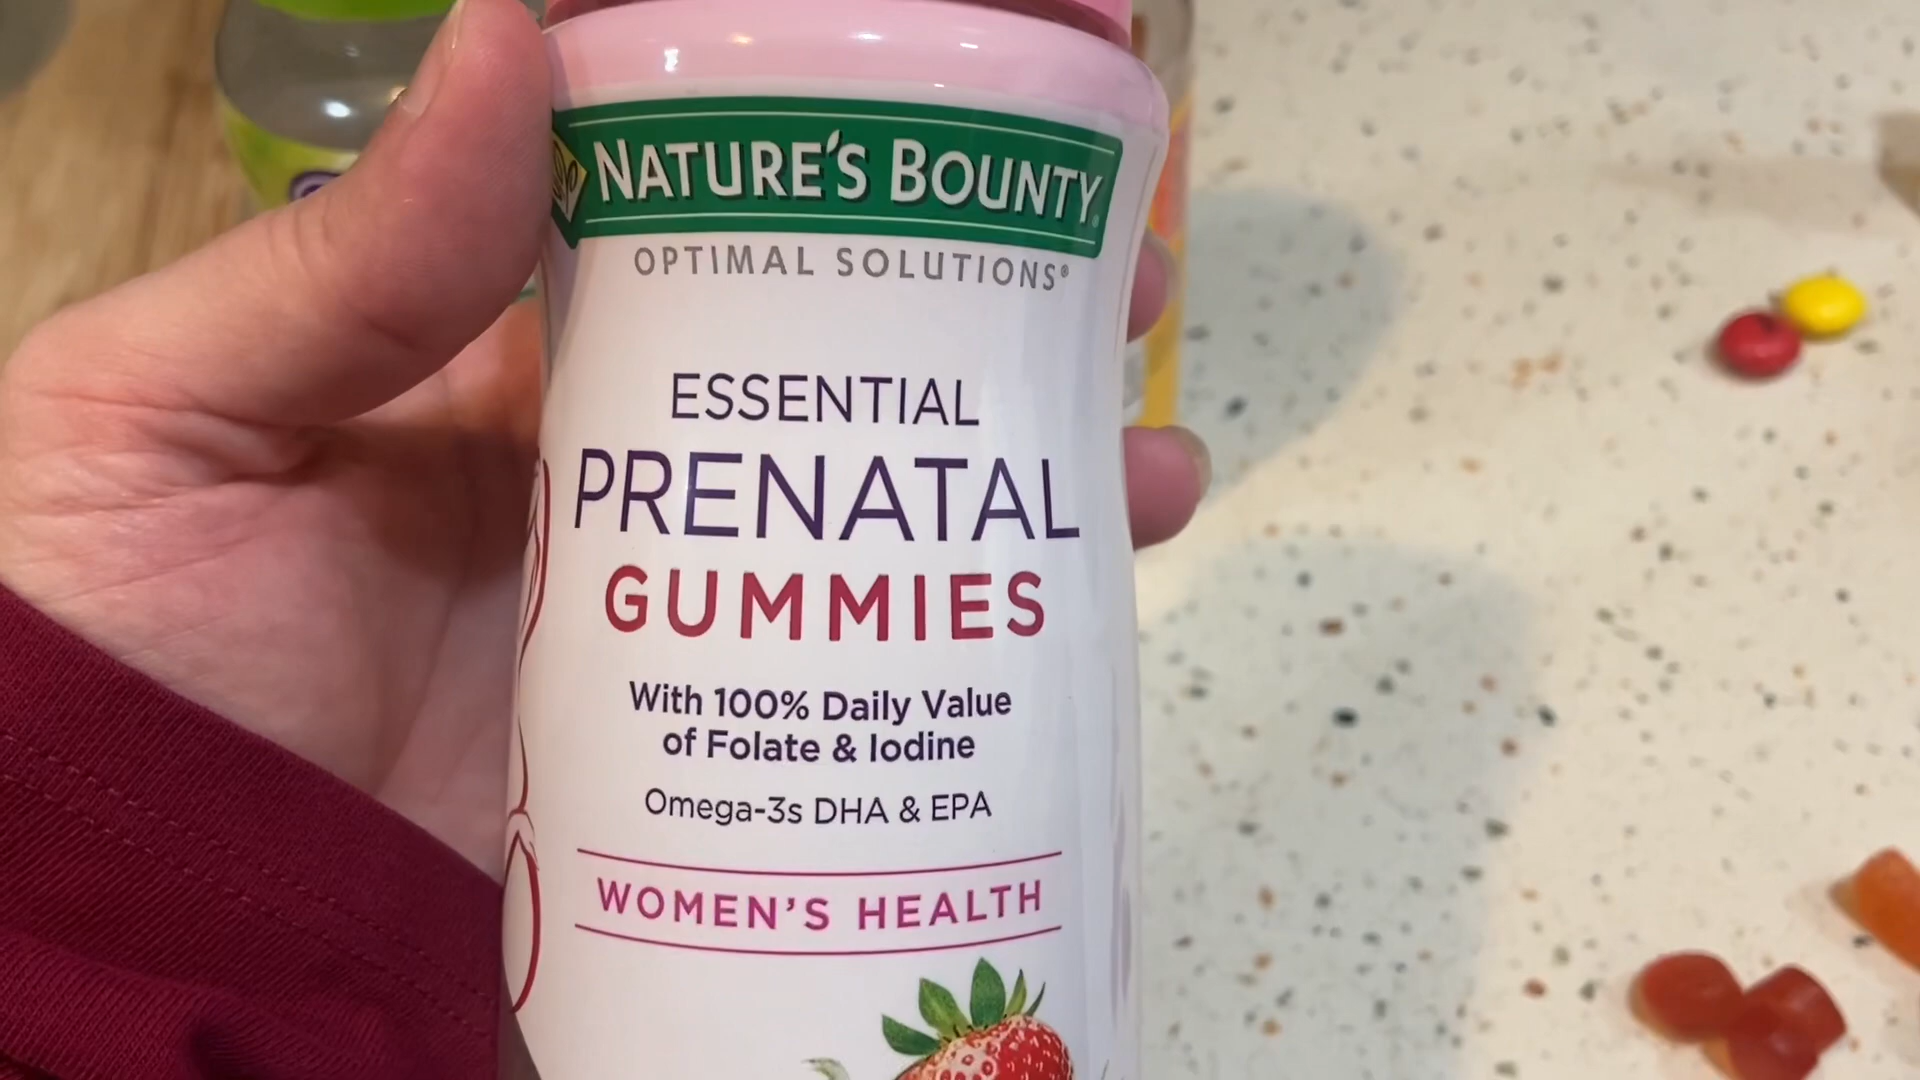 NATURE'S BOUNTY®
OPTIMAL SOLUTIONS®
ESSENTIAL
PRENATAL
GUMMIES
With 100% Daily Value
of Folate & Iodine
Omega-3s DHA & EPA
WOMEN'S HEALTH